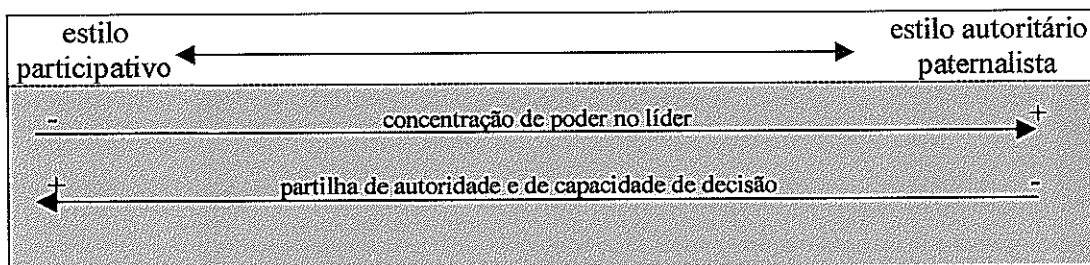 estilo
participativo
estilo autoritário
paternalista
- concentração de poder no líder +
+ partilha de autoridade e de capacidade de decisão -